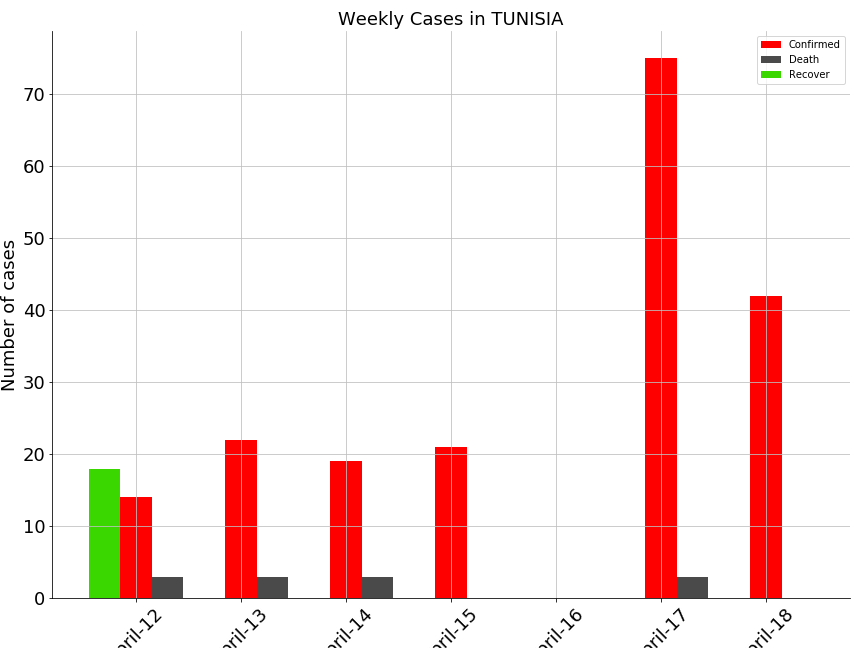 Weekly Cases in TUNISIA
Confirmed
Death
Recover
Number of cases
70
60
50
40
30
20
10
0
pril-12
pril-13
pril-14
pril-15
pril-16
pril-17
pril-18